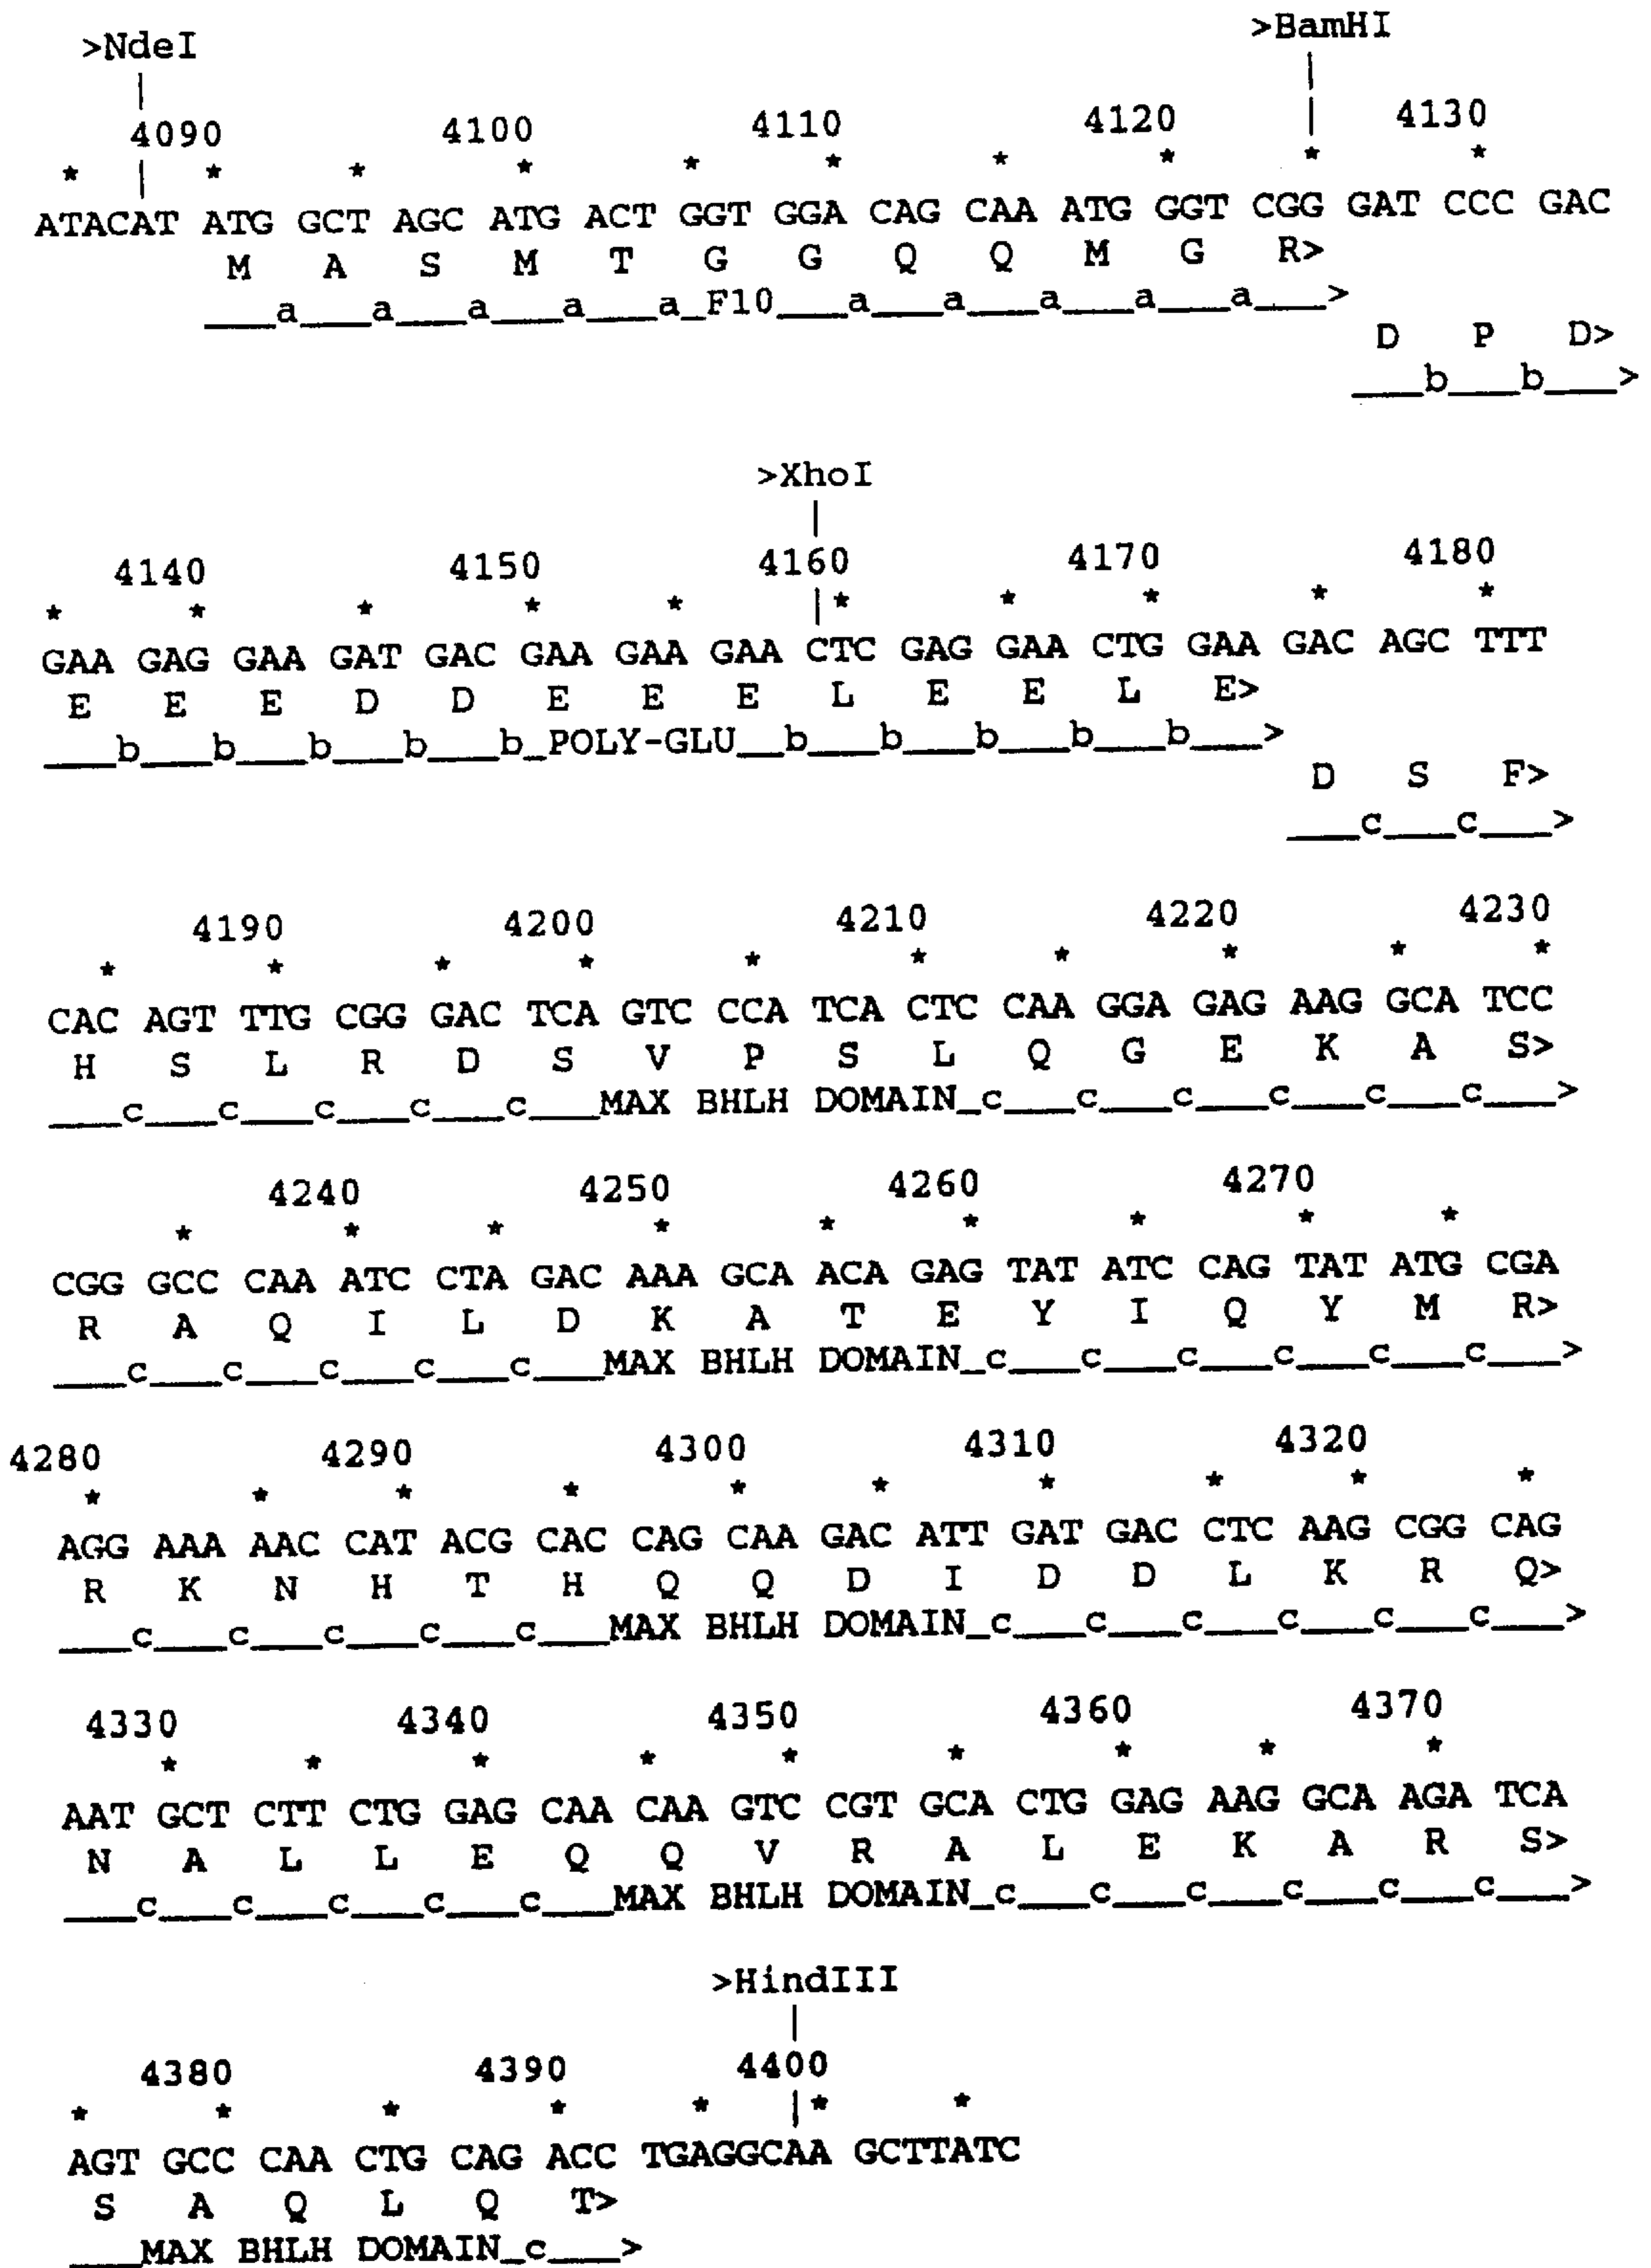 >NdeI >BamHI
| |
4090 4100 4110 4120 | 4130
* | * * * * * * * * *
ATACAT ATG GCT AGC ATG ACT GGT GGA CAG CAA ATG GGT CGG GAT CCC GAC
M A S M T G G Q Q M G R>
___a___a___a___a___a_F10___a___a___a___a___a___>
D P D>
___b___b___>
>XhoI
|
4140 4150 4160 4170 4180
* * * * * |* * * * *
GAA GAG GAA GAT GAC GAA GAA GAA CTC GAG GAA CTG GAA GAC AGC TTT
E E E D D E E E L E E L E>
___b___b___b___b___b_POLY-GLU__b___b___b___b___b___>
D S F>
___c___c___>
4190 4200 4210 4220 4230
* * * * * * * * * *
CAC AGT TTG CGG GAC TCA GTC CCA TCA CTC CAA GGA GAG AAG GCA TCC
H S L R D S V P S L Q G E K A S>
___c___c___c___c___c___MAX BHLH DOMAIN_c___c___c___c___c___c___>
4240 4250 4260 4270
* * * * * * * * *
CGG GCC CAA ATC CTA GAC AAA GCA ACA GAG TAT ATC CAG TAT ATG CGA
R A Q I L D K A T E Y I Q Y M R>
___c___c___c___c___c___MAX BHLH DOMAIN_c___c___c___c___c___c___>
4280 4290 4300 4310 4320
* * * * * * * * * *
AGG AAA AAC CAT ACG CAC CAG CAA GAC ATT GAT GAC CTC AAG CGG CAG
R K N H T H Q Q D I D D L K R Q>
___c___c___c___c___c___MAX BHLH DOMAIN_c___c___c___c___c___c___>
4330 4340 4350 4360 4370
* * * * * * * * *
AAT GCT CTT CTG GAG CAA CAA GTC CGT GCA CTG GAG AAG GCA AGA TCA
N A L L E Q Q V R A L E K A R S>
___c___c___c___c___c___MAX BHLH DOMAIN_c___c___c___c___c___c___>
>HindIII
|
4380 4390 4400
* * * * * |* *
AGT GCC CAA CTG CAG ACC TGAGGCAA GCTTATC
S A Q L Q T>
___MAX BHLH DOMAIN_c___>